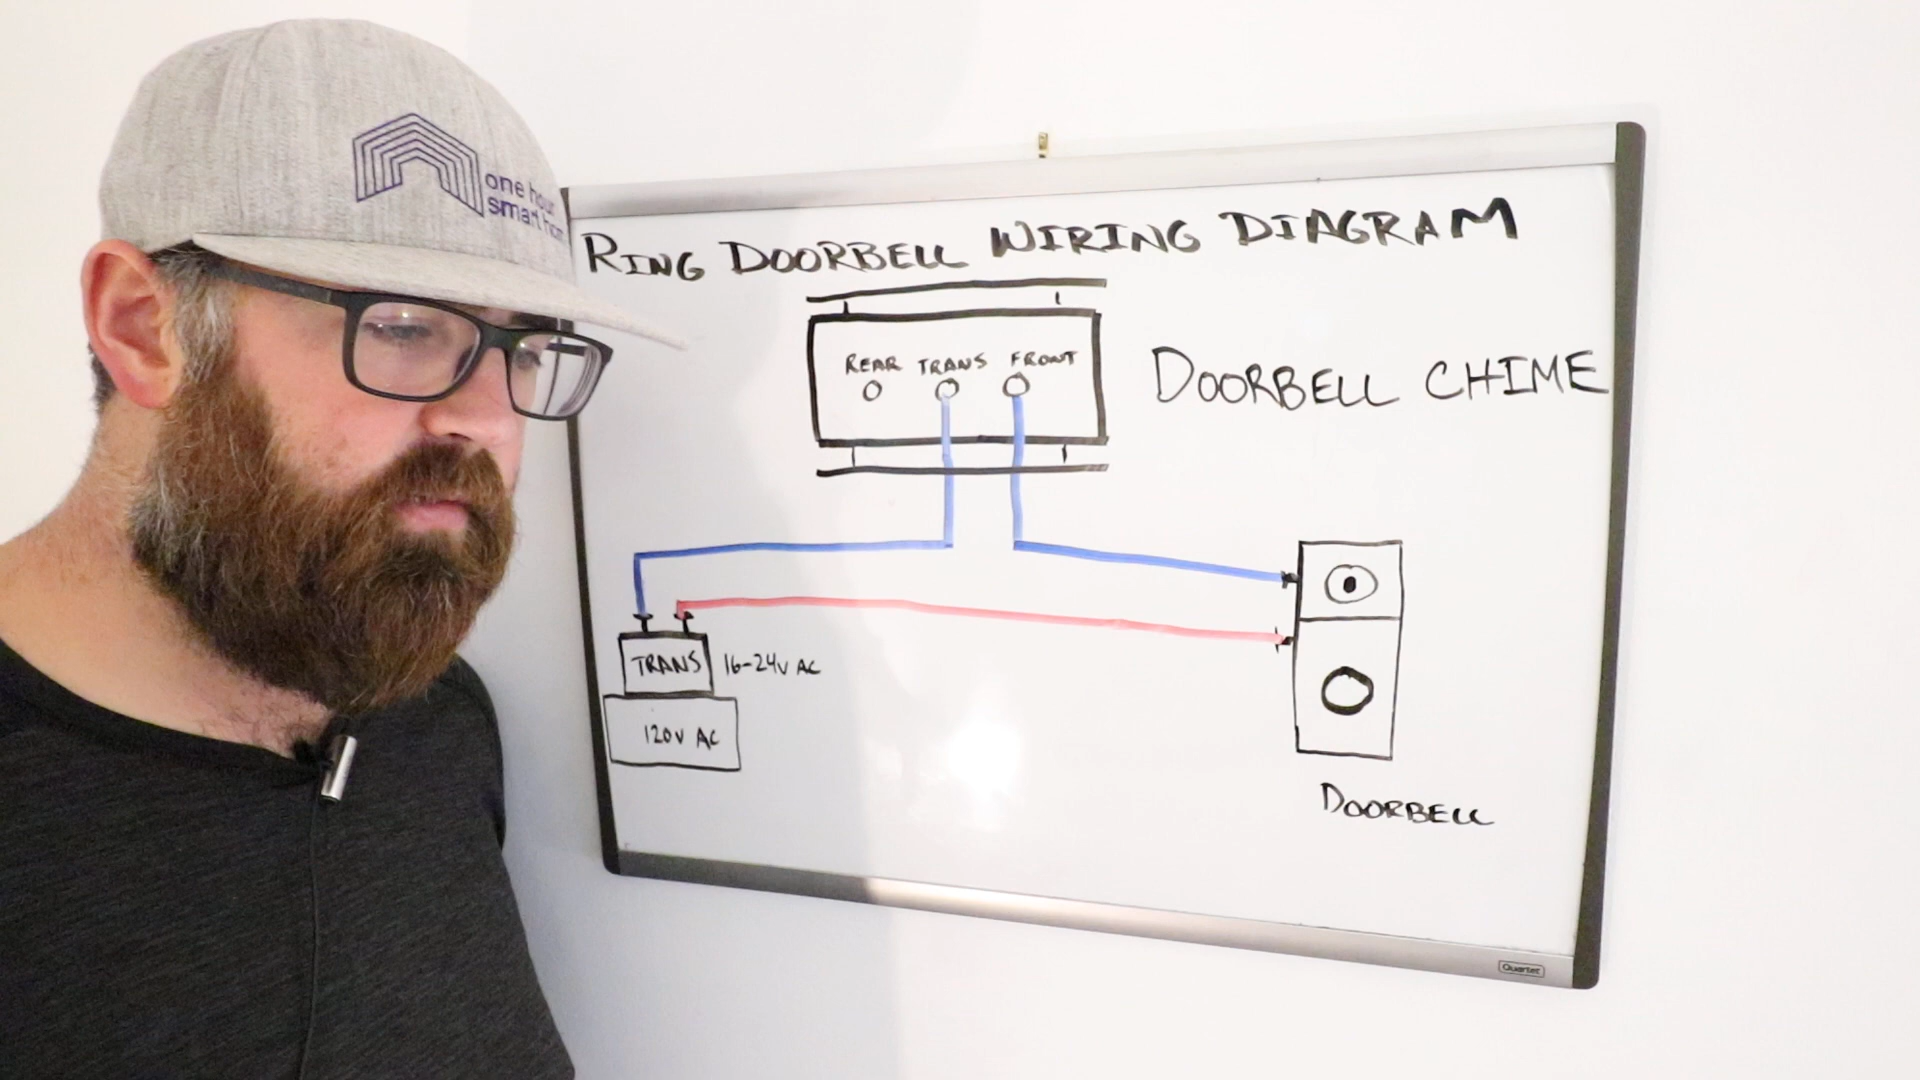 one hour
smart home
RING DOORBELL WIRING DIAGRAM
REAR TRANS FRONT
DOORBELL CHIME
TRANS 16-24V AC
120V AC
DOORBELL
Quartet